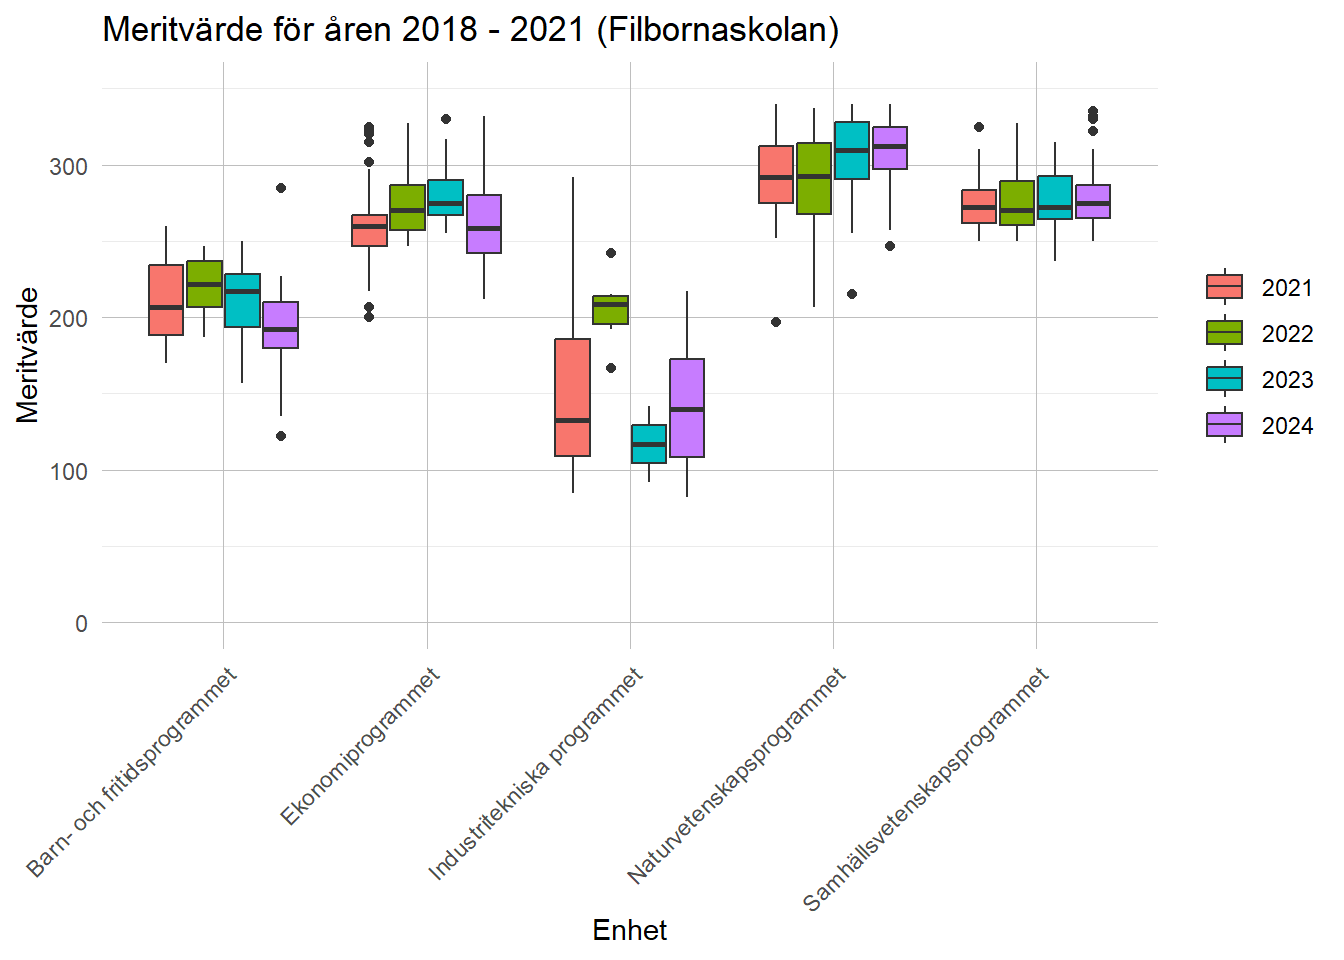 Meritvärde för åren 2018 - 2021 (Filbornaskolan)
Meritvärde
300
200
100
0
Barn- och fritidsprogrammet
Ekonomiprogrammet
Industritekniska programmet
Naturvetenskapsprogrammet
Samhällsvetenskapsprogrammet
Enhet
2021
2022
2023
2024